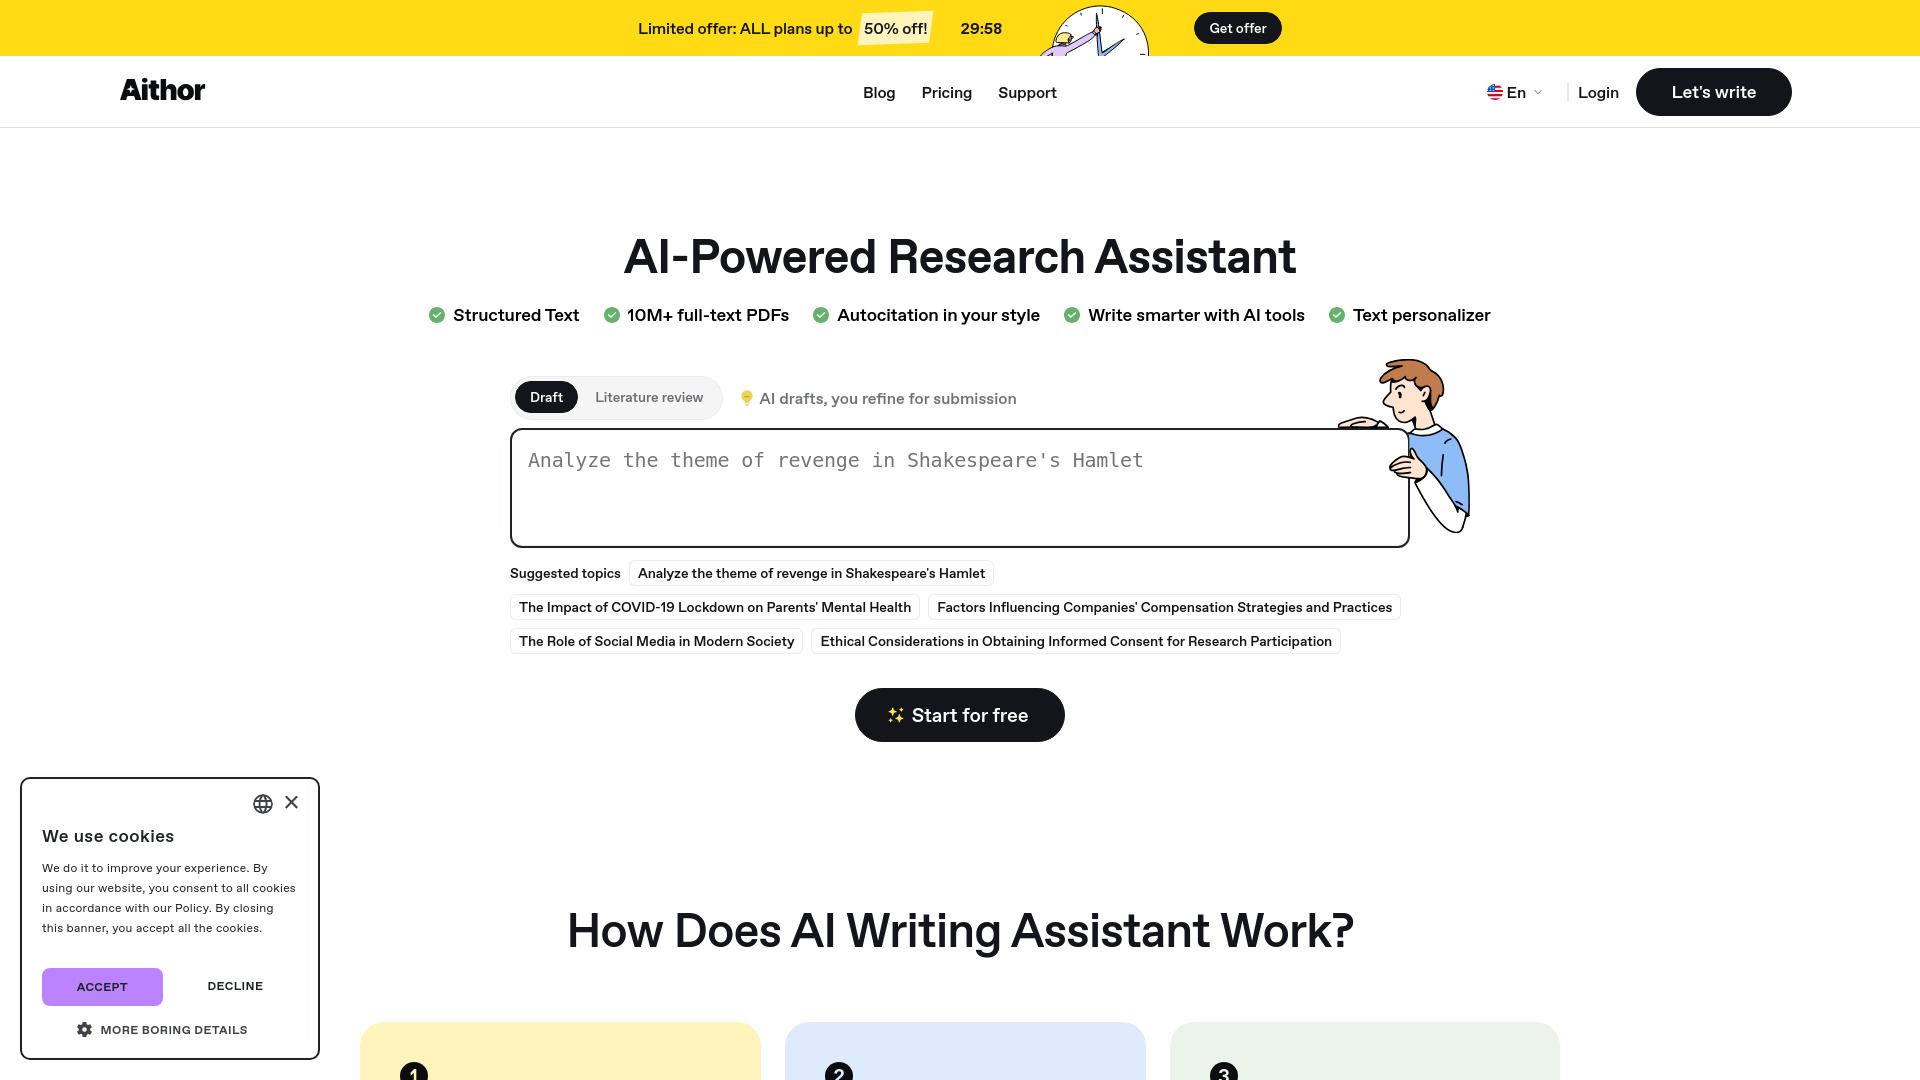 Limited offer: ALL plans up to 50% off! 29:58 Get offer
Aithor Blog Pricing Support En Login Let's write
AI-Powered Research Assistant
Structured Text 10M+ full-text PDFs Autocitation in your style Write smarter with AI tools Text personalizer
Draft Literature review AI drafts, you refine for submission
Analyze the theme of revenge in Shakespeare's Hamlet
Suggested topics Analyze the theme of revenge in Shakespeare's Hamlet
The Impact of COVID-19 Lockdown on Parents' Mental Health Factors Influencing Companies' Compensation Strategies and Practices
The Role of Social Media in Modern Society Ethical Considerations in Obtaining Informed Consent for Research Participation
Start for free
We use cookies
We do it to improve your experience. By
using our website, you consent to all cookies
in accordance with our Policy. By closing
this banner, you accept all the cookies.
ACCEPT DECLINE
MORE BORING DETAILS
How Does AI Writing Assistant Work?
1 2 3